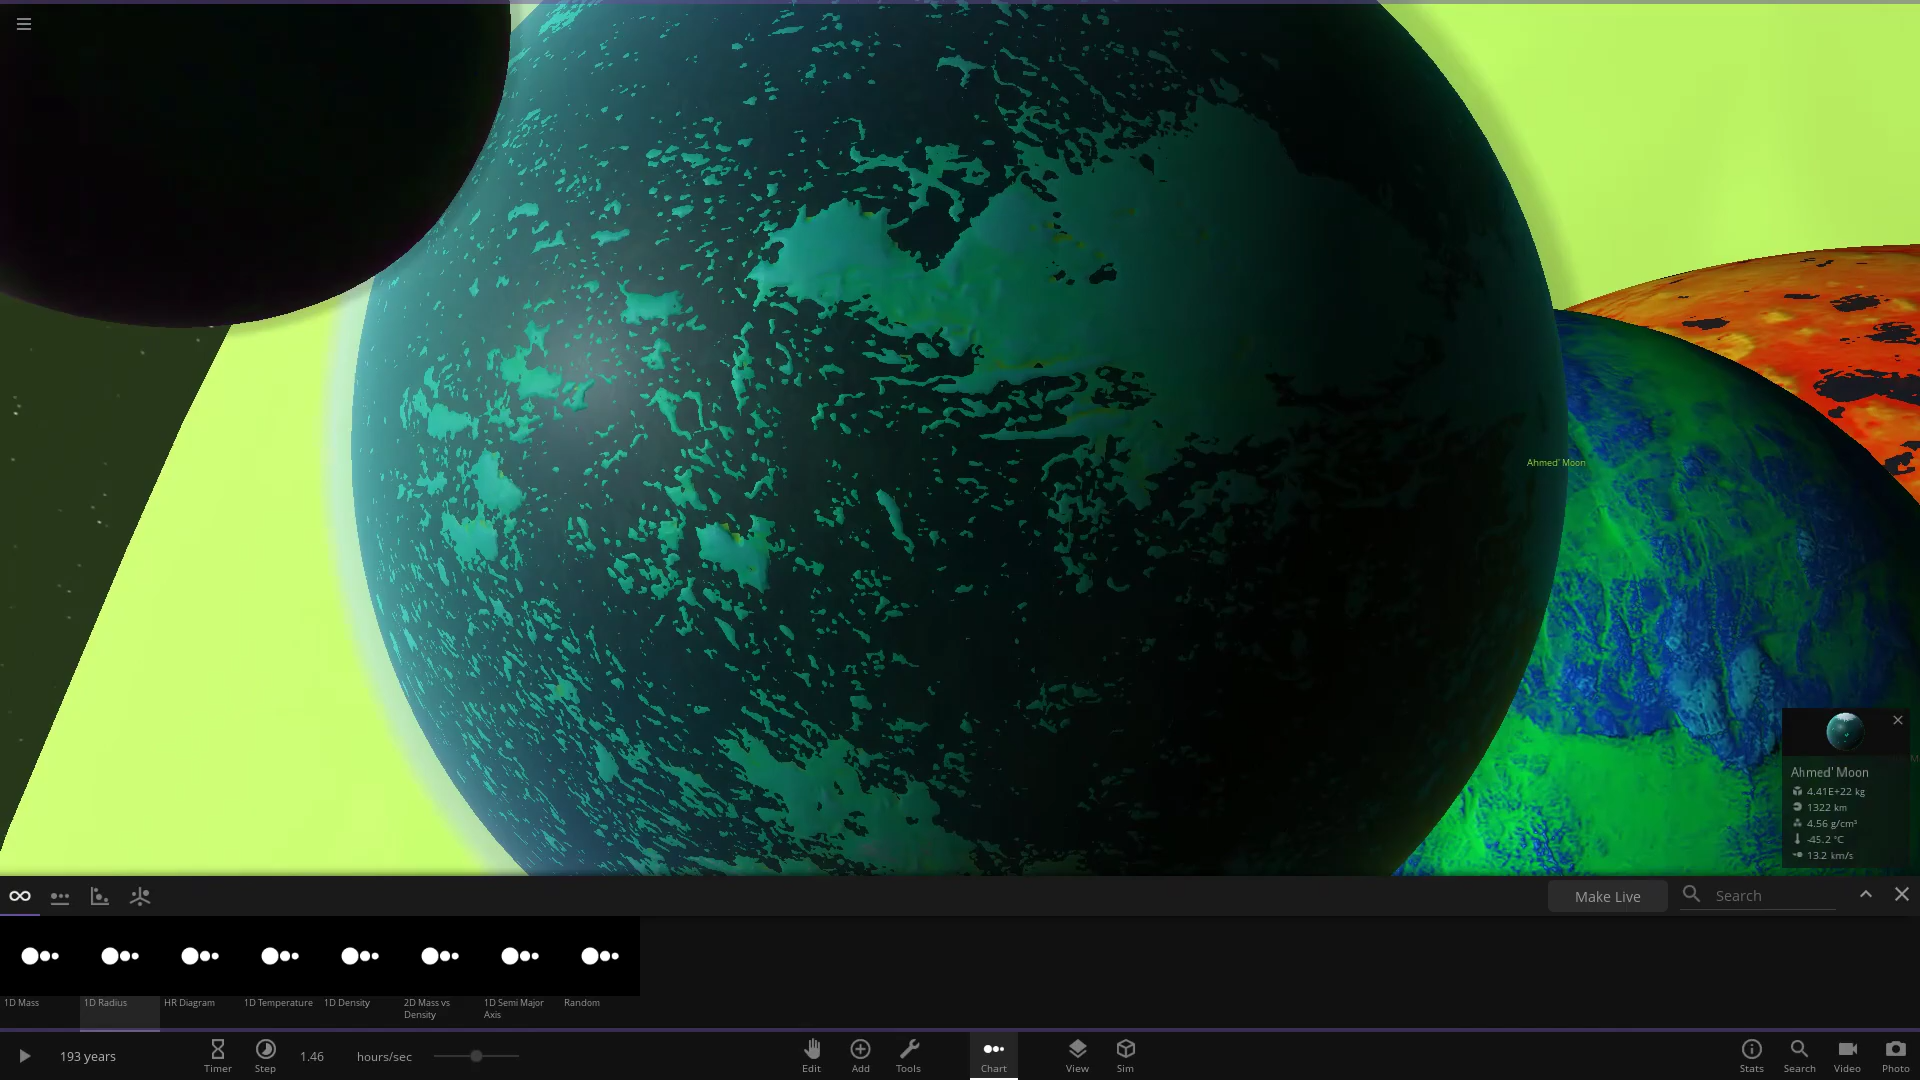 Ahmed' Moon
Ahmed' Moon
4.41E+22 kg
1322 km
4.56 g/cm³
-45.2 °C
13.2 km/s
Make Live
Search
1D Mass
1D Radius
HR Diagram
1D Temperature
1D Density
2D Mass vs
Density
1D Semi Major
Axis
Random
193 years
Timer
Step
1.46
hours/sec
Edit
Add
Tools
Chart
View
Sim
Stats
Search
Video
Photo